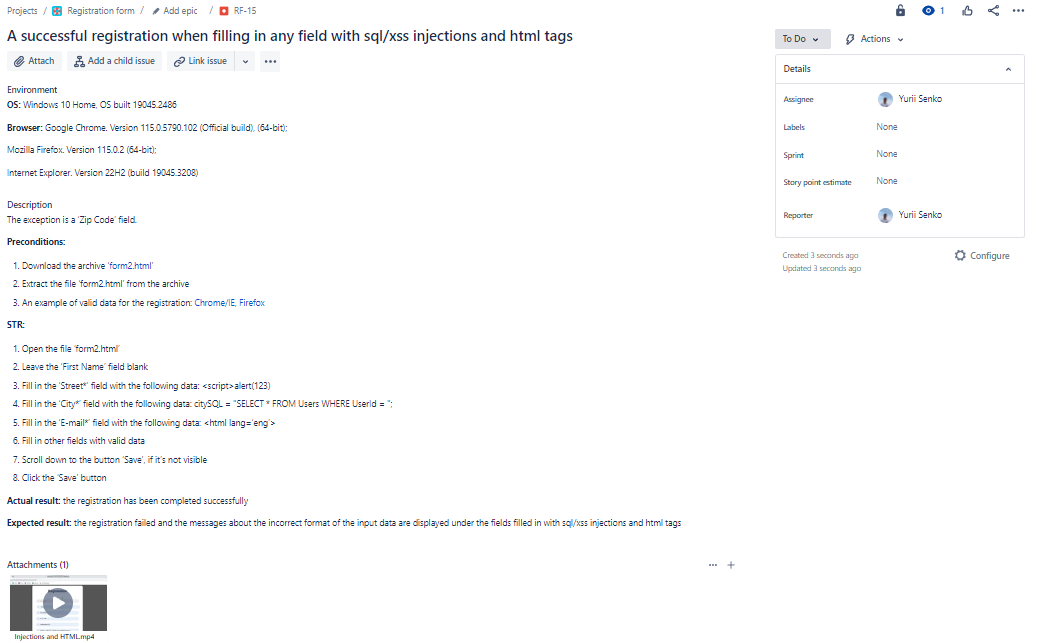 Projects / Registration form / Add epic / RF-15
1
A successful registration when filling in any field with sql/xss injections and html tags
To Do
Actions
Attach
Add a child issue
Link issue
Details
Environment
OS: Windows 10 Home, OS built 19045.2486
Assignee
Yurii Senko
Browser: Google Chrome. Version 115.0.5790.102 (Official build), (64-bit);
Labels
None
Mozilla Firefox. Version 115.0.2 (64-bit);
Sprint
None
Internet Explorer. Version 22H2 (build 19045.3208)
Story point estimate
None
Description
The exception is a 'Zip Code' field.
Reporter
Yurii Senko
Preconditions:
Created 3 seconds ago
Configure
Updated 3 seconds ago
1. Download the archive 'form2.html'
2. Extract the file 'form2.html' from the archive
3. An example of valid data for the registration: Chrome/IE, Firefox
STR:
1. Open the file 'form2.html'
2. Leave the 'First Name' field blank
3. Fill in the 'Street*' field with the following data: <script>alert(123)
4. Fill in the 'City*' field with the following data: citySQL = "SELECT * FROM Users WHERE UserId = ";
5. Fill in the 'E-mail*' field with the following data: <html lang='eng'>
6. Fill in other fields with valid data
7. Scroll down to the button 'Save', if it's not visible
8. Click the 'Save' button
Actual result: the registration has been completed successfully
Expected result: the registration failed and the messages about the incorrect format of the input data are displayed under the fields filled in with sql/xss injections and html tags
Attachments (1)
Injections and HTML.mp4